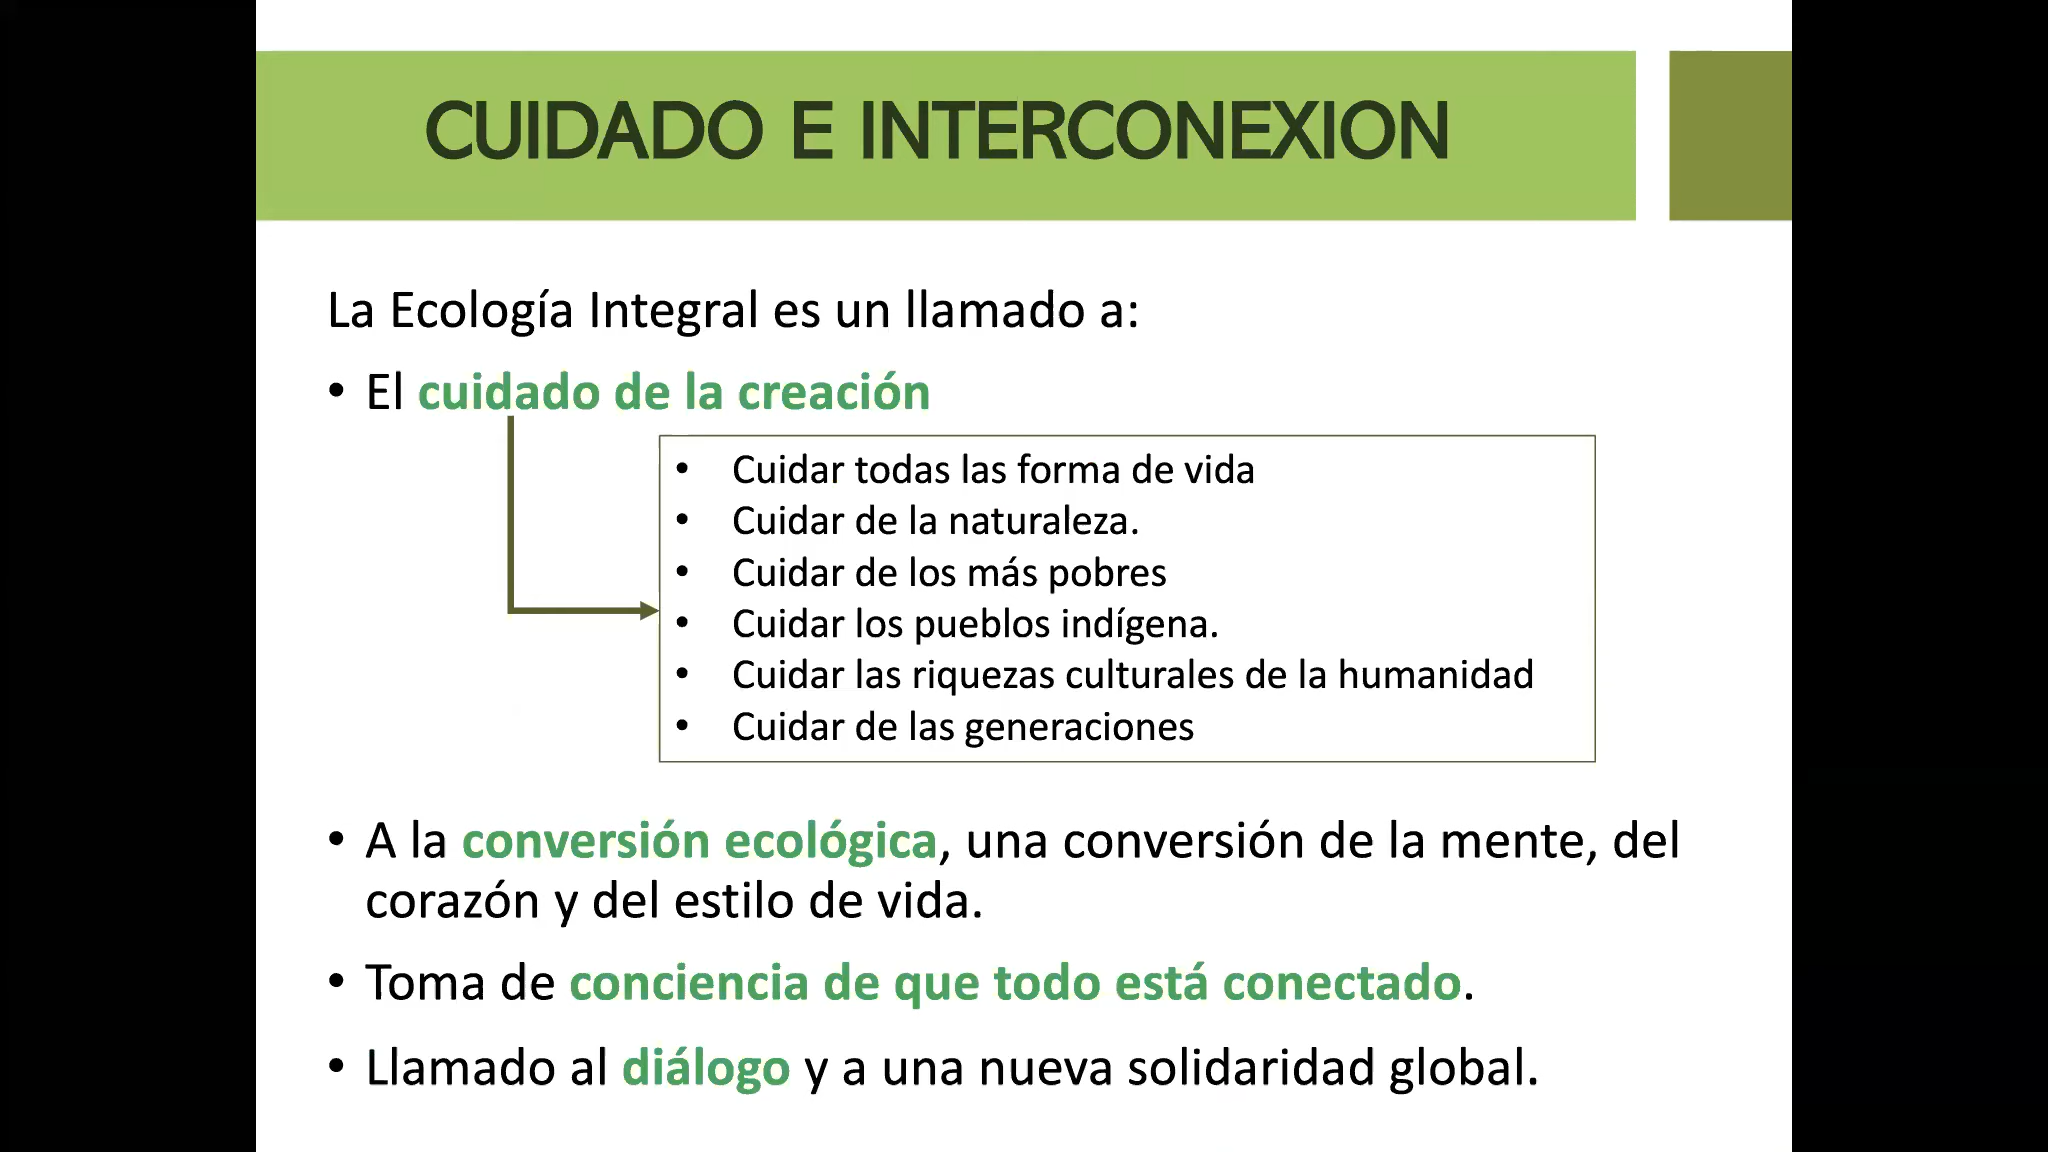 CUIDADO E INTERCONEXION
La Ecología Integral es un llamado a:
• El cuidado de la creación
• Cuidar todas las forma de vida
• Cuidar de la naturaleza.
• Cuidar de los más pobres
• Cuidar los pueblos indígena.
• Cuidar las riquezas culturales de la humanidad
• Cuidar de las generaciones
• A la conversión ecológica, una conversión de la mente, del
corazón y del estilo de vida.
• Toma de conciencia de que todo está conectado.
• Llamado al diálogo y a una nueva solidaridad global.